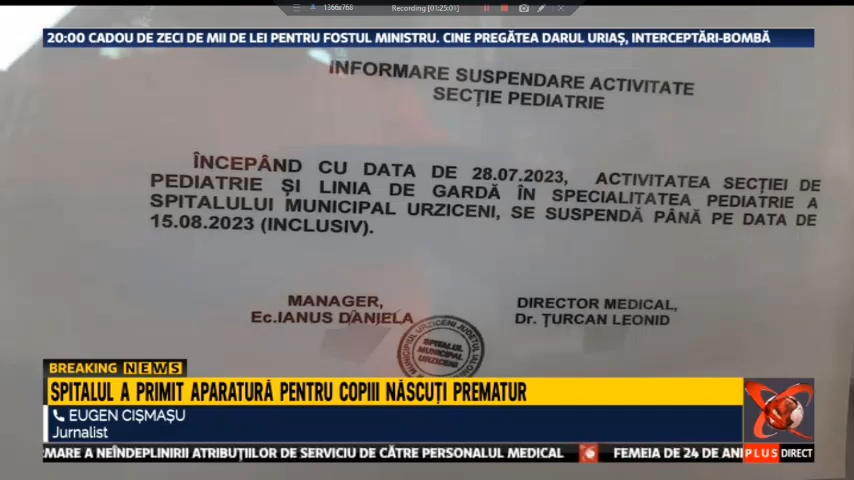 1366x768
Recording [01:25:01]
20:00 CADOU DE ZECI DE MII DE LEI PENTRU FOSTUL MINISTRU. CINE PREGĂTEA DARUL URIAȘ, INTERCEPTĂRI-BOMBĂ
INFORMARE SUSPENDARE ACTIVITATE
SECȚIE PEDIATRIE
ÎNCEPÂND CU DATA DE 28.07.2023, ACTIVITATEA SECȚIEI DE
PEDIATRIE ȘI LINIA DE GARDĂ ÎN SPECIALITATEA PEDIATRIE A
SPITALULUI MUNICIPAL URZICENI, SE SUSPENDĂ PÂNĂ PE DATA DE
15.08.2023 (INCLUSIV).
MANAGER,
Ec.IANUS DANIELA
DIRECTOR MEDICAL,
Dr. ȚURCAN LEONID
SPITALUL
MUNICIPAL
URZICENI
BREAKING NEWS
SPITALUL A PRIMIT APARATURĂ PENTRU COPIII NĂSCUȚI PREMATUR
EUGEN CIȘMAȘU
Jurnalist
MARE A NEÎNDEPLINIRII ATRIBUȚIILOR DE SERVICIU DE CĂTRE PERSONALUL MEDICAL FEMEIA DE 24 DE ANI
PLUS DIRECT